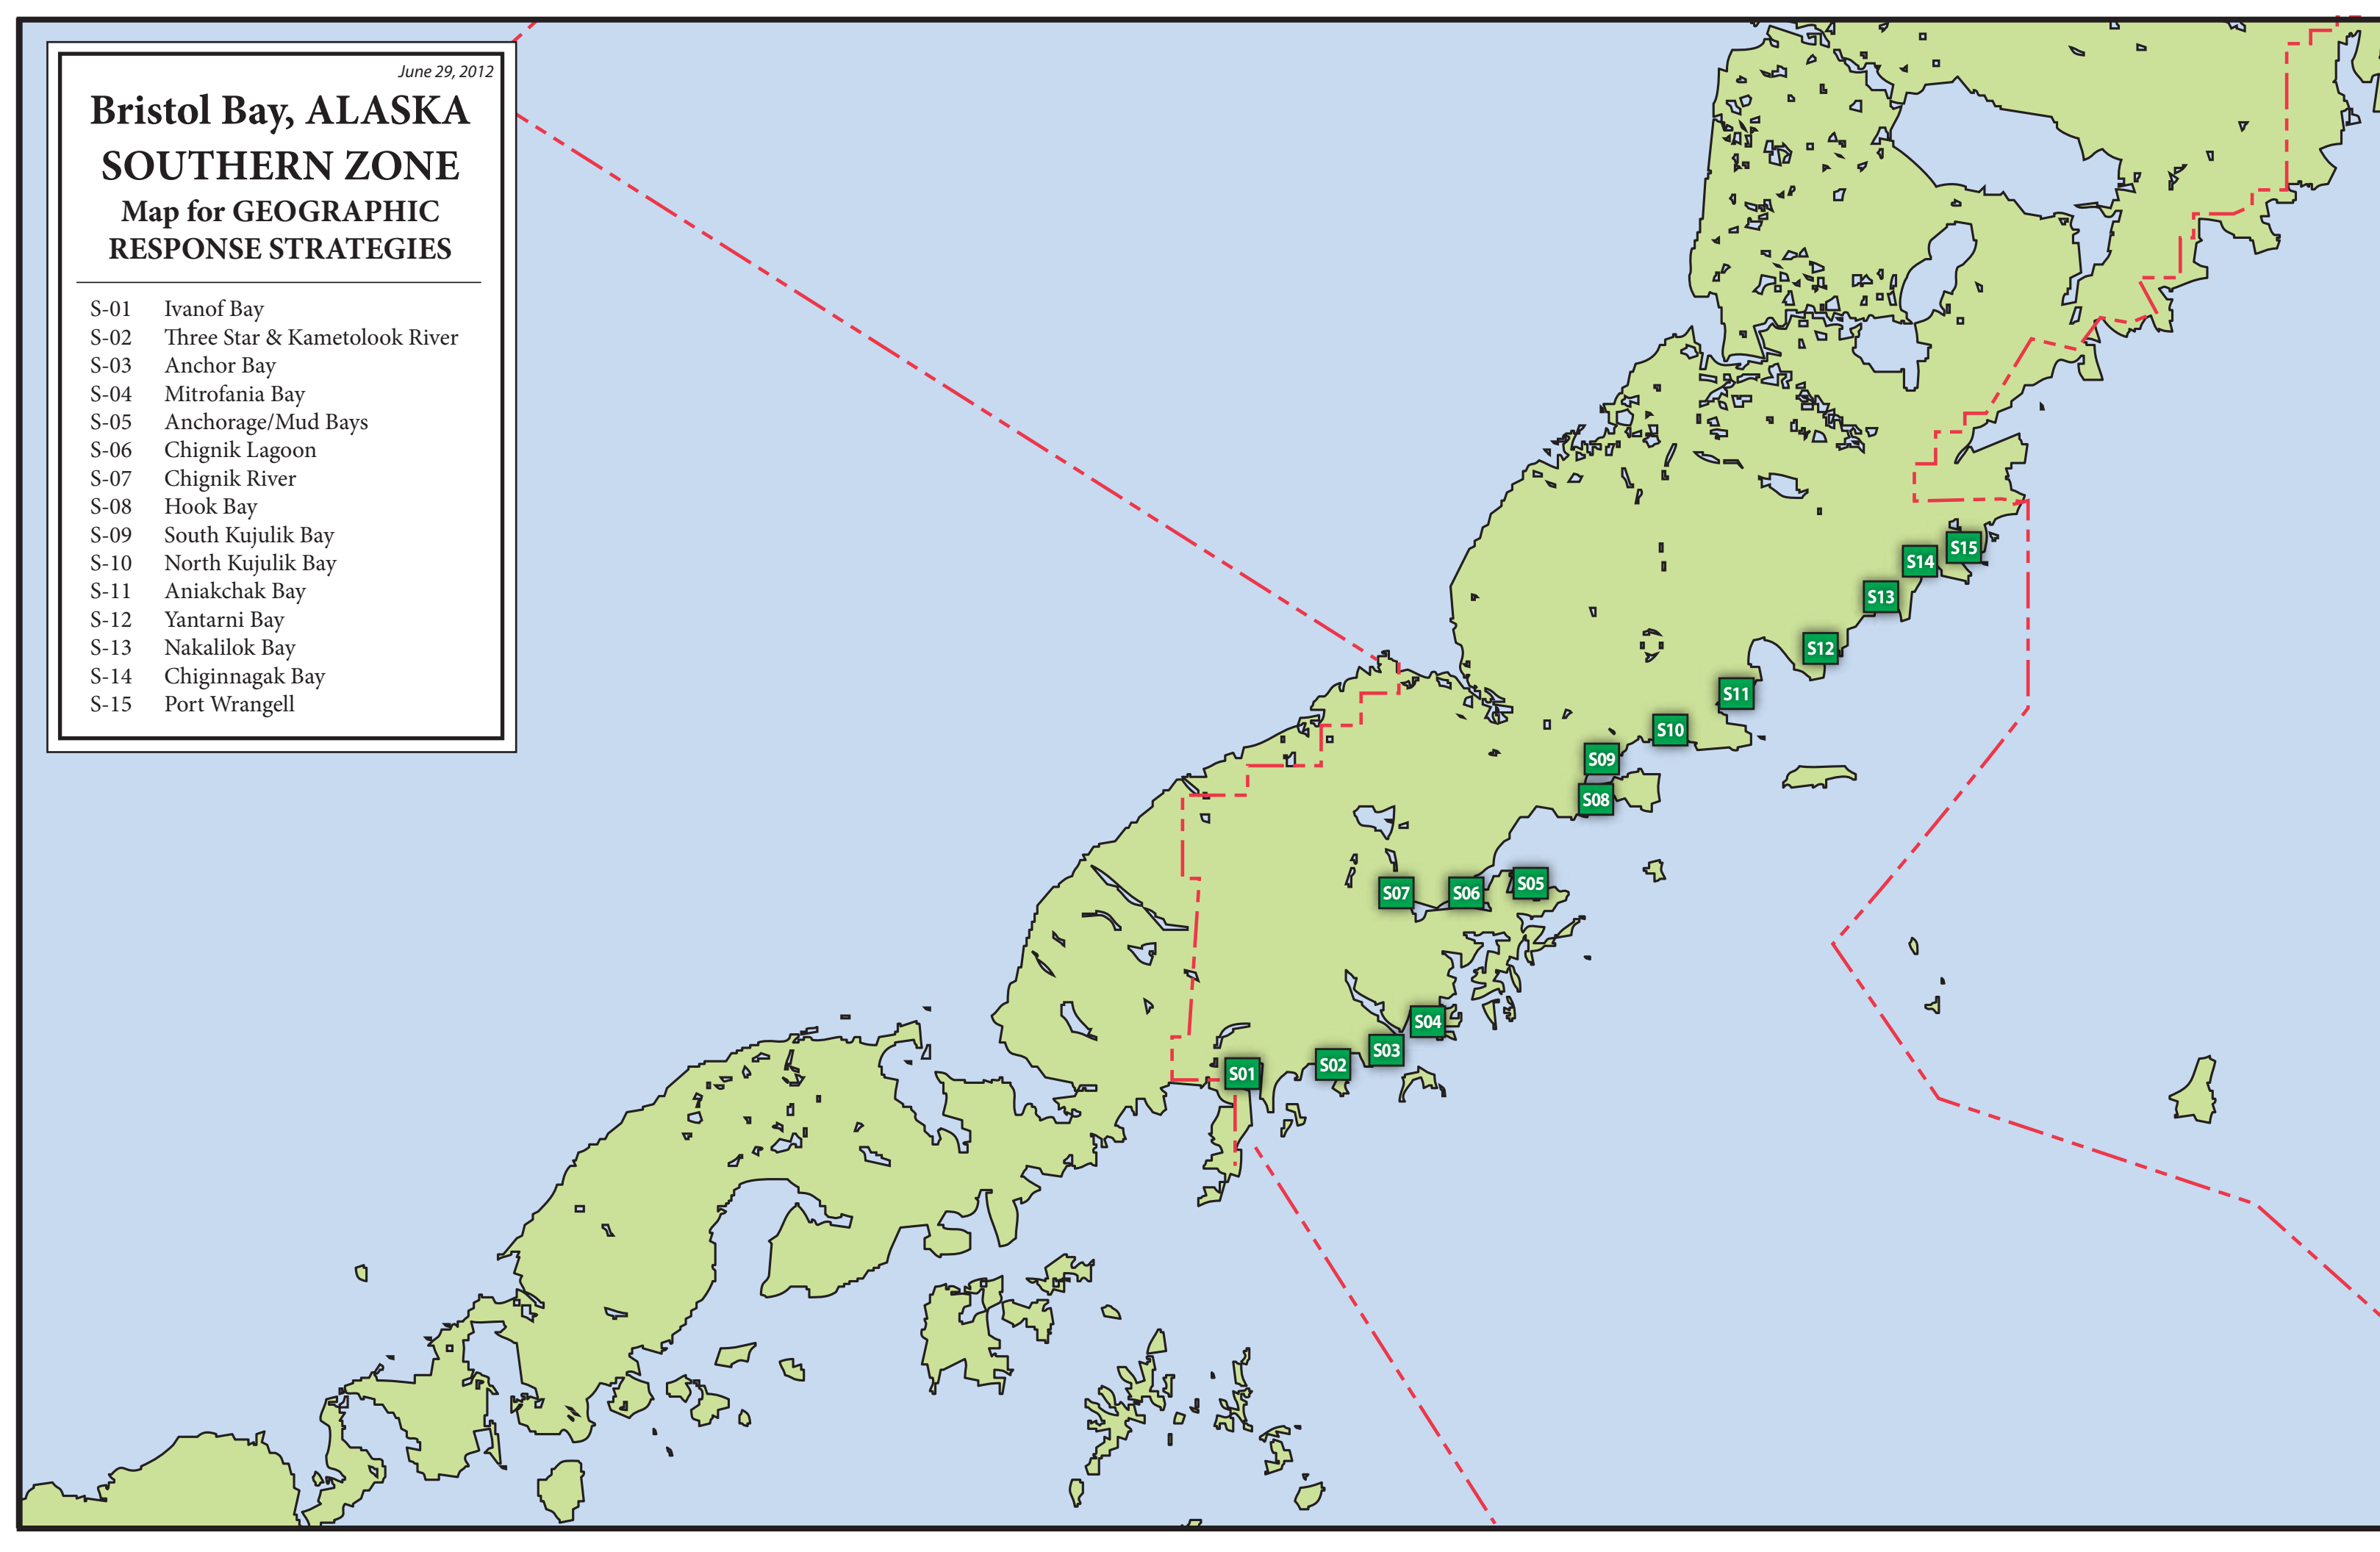 June 29, 2012
Bristol Bay, ALASKA
SOUTHERN ZONE
Map for GEOGRAPHIC
RESPONSE STRATEGIES
S-01 Ivanof Bay
S-02 Three Star & Kametolook River
S-03 Anchor Bay
S-04 Mitrofania Bay
S-05 Anchorage/Mud Bays
S-06 Chignik Lagoon
S-07 Chignik River
S-08 Hook Bay
S-09 South Kujulik Bay
S-10 North Kujulik Bay
S-11 Aniakchak Bay
S-12 Yantarni Bay
S-13 Nakalilok Bay
S-14 Chiginnagak Bay
S-15 Port Wrangell
S15
S14
S13
S12
S11
S10
S09
S08
S05
S06
S07
S04
S03
S02
S01